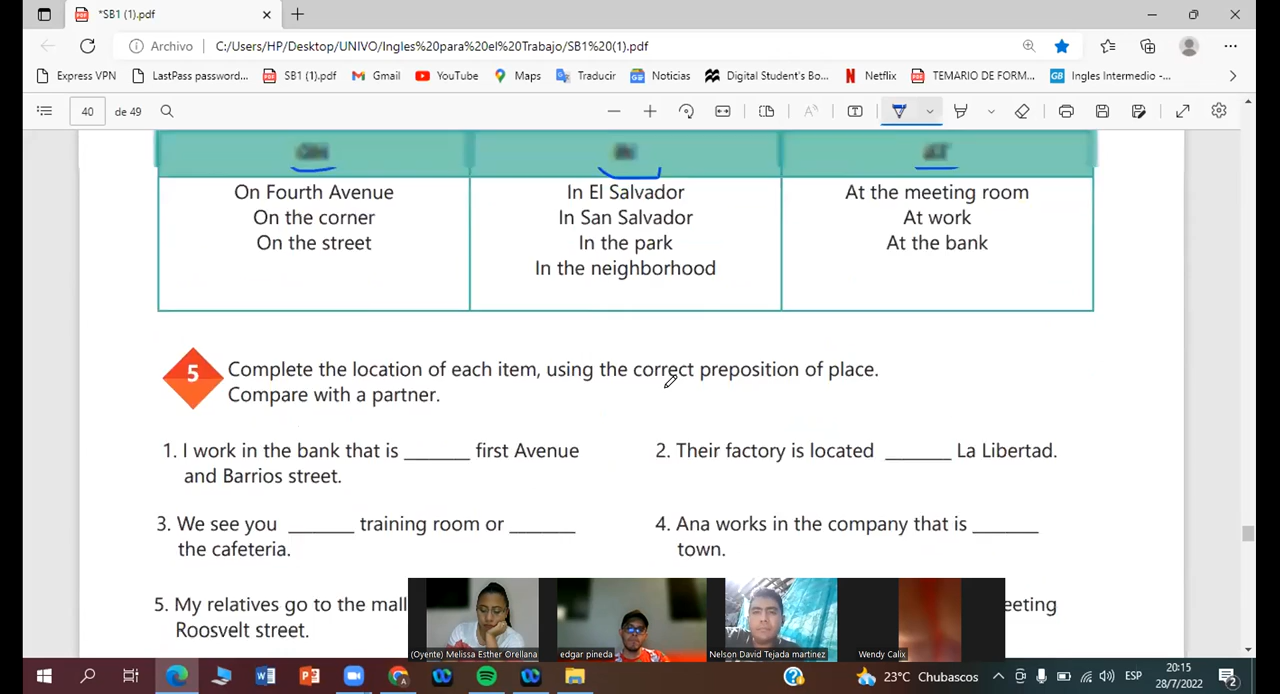 *SB1 (1).pdf
Archivo C:/Users/HP/Desktop/UNIVO/Ingles%20para%20el%20Trabajo/SB1%20(1).pdf
Express VPN LastPass password... SB1 (1).pdf Gmail YouTube Maps Traducir Noticias Digital Student's Bo... Netflix TEMARIO DE FORM... GB Ingles Intermedio -...
40 de 49
On Fourth Avenue
On the corner
On the street
In El Salvador
In San Salvador
In the park
In the neighborhood
At the meeting room
At work
At the bank
5 Complete the location of each item, using the correct preposition of place.
Compare with a partner.
1. I work in the bank that is _______ first Avenue
and Barrios street.
2. Their factory is located _______ La Libertad.
3. We see you _______ training room or _______
the cafeteria.
4. Ana works in the company that is _______
town.
5. My relatives go to the mall
Roosvelt street.
eeting
(Oyente) Melissa Esther Orellana edgar pineda Nelson David Tejada martinez Wendy Calix
23°C Chubascos ESP 20:15
28/7/2022 2